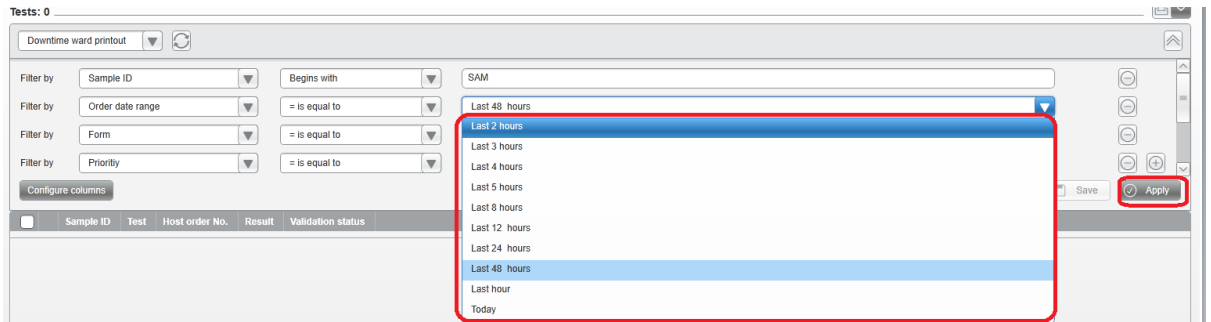 Tests: 0
Downtime ward printout
Filter by Sample ID Begins with SAM
Filter by Order date range = is equal to Last 48 hours
Filter by Form = is equal to
Filter by Prioritiy = is equal to
Last 2 hours
Last 3 hours
Last 4 hours
Last 5 hours
Last 8 hours
Last 12 hours
Last 24 hours
Last 48 hours
Last hour
Today
Configure columns Save Apply
Sample ID Test Host order No. Result Validation status